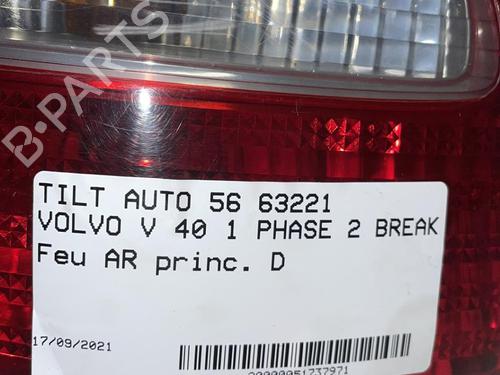 B-PARTS
TILT AUTO 56 63221
VOLVO V 40 1 PHASE 2 BREAK
Feu AR princ. D
17/09/2021